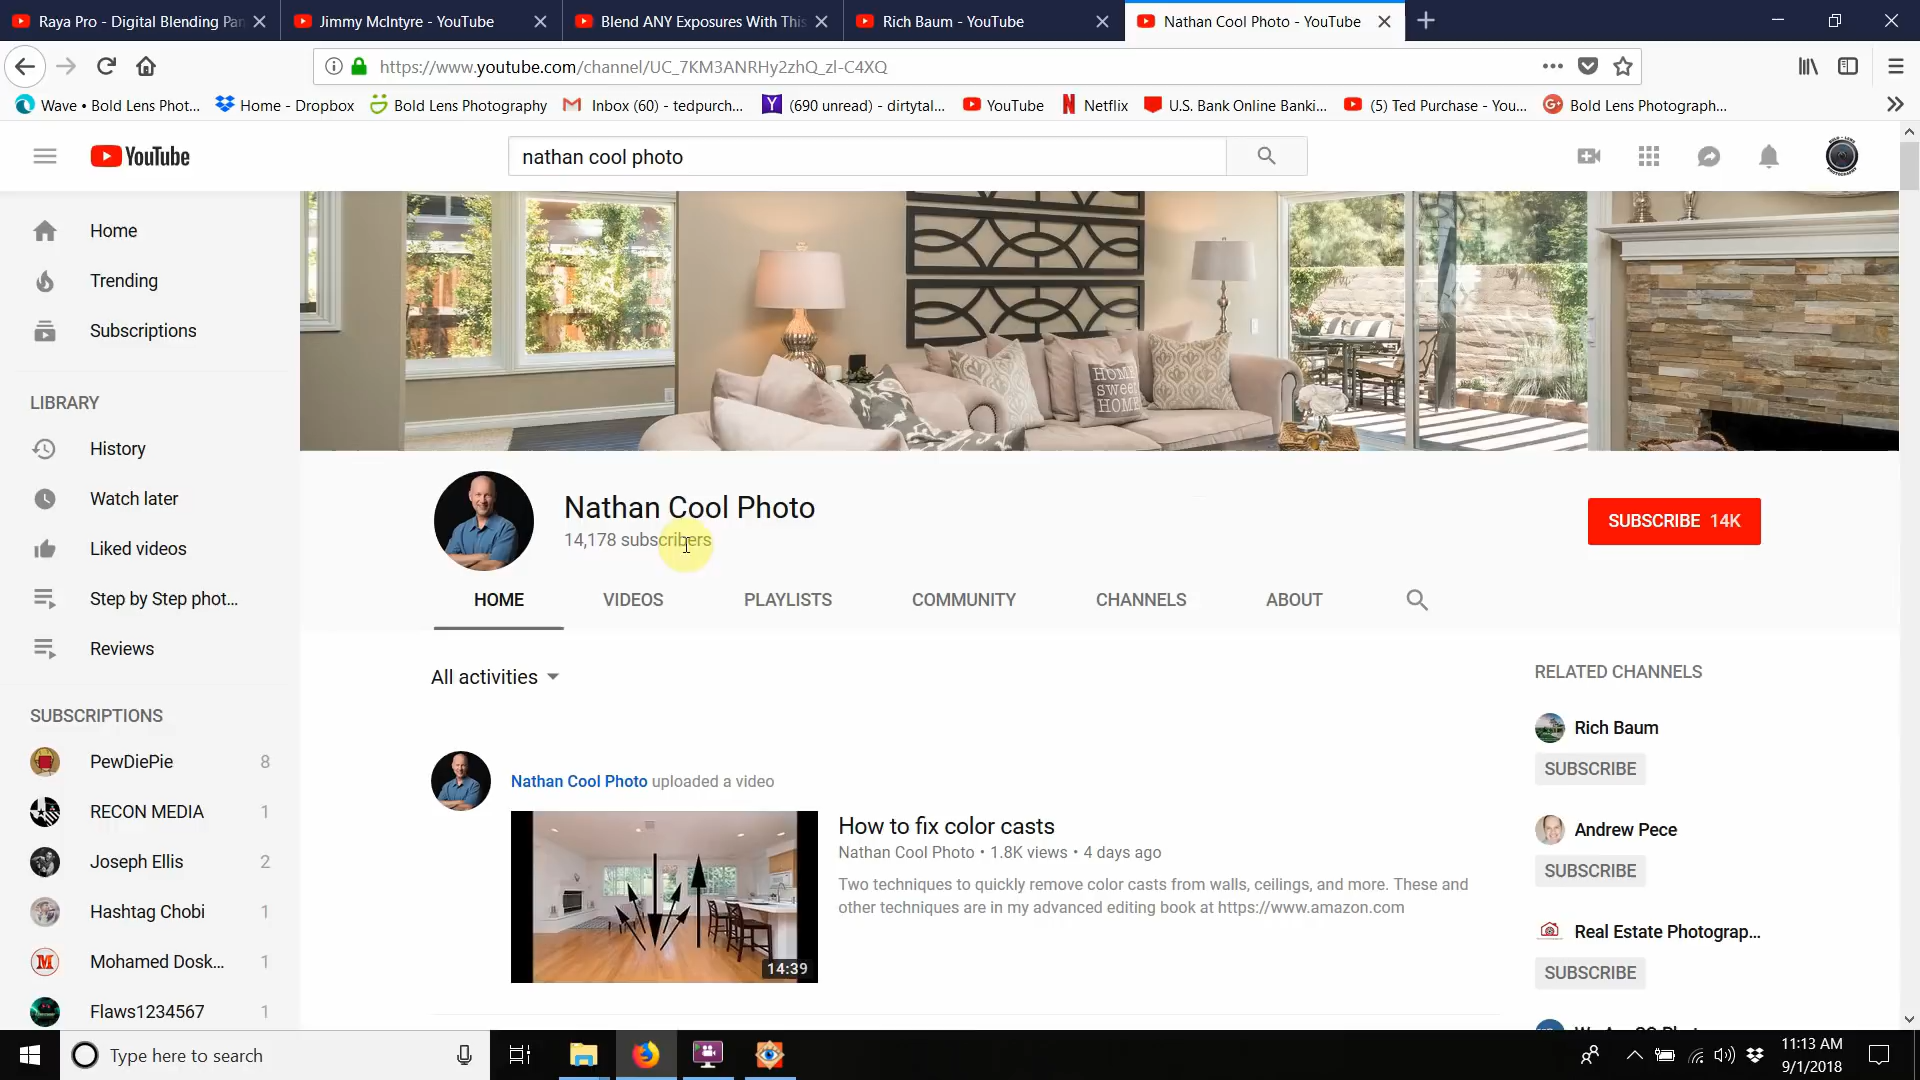 Raya Pro - Digital Blending Pan
Jimmy McIntyre - YouTube
Blend ANY Exposures With This
Rich Baum - YouTube
Nathan Cool Photo - YouTube
https://www.youtube.com/channel/UC_7KM3ANRHy2zhQ_zl-C4XQ
Wave • Bold Lens Phot...
Home - Dropbox
Bold Lens Photography
Inbox (60) - tedpurch...
(690 unread) - dirtytal...
YouTube
Netflix
U.S. Bank Online Banki...
(5) Ted Purchase - You...
Bold Lens Photograph...
YouTube
nathan cool photo
Home
Trending
Subscriptions
LIBRARY
History
Watch later
Liked videos
Step by Step phot...
Reviews
SUBSCRIPTIONS
PewDiePie 8
RECON MEDIA 1
Joseph Ellis 2
Hashtag Chobi 1
Mohamed Dosk... 1
Flaws1234567 1
HOME
sweet
HOME
Nathan Cool Photo
14,178 subscribers
SUBSCRIBE 14K
HOME
VIDEOS
PLAYLISTS
COMMUNITY
CHANNELS
ABOUT
All activities
Nathan Cool Photo uploaded a video
14:39
How to fix color casts
Nathan Cool Photo • 1.8K views • 4 days ago
Two techniques to quickly remove color casts from walls, ceilings, and more. These and
other techniques are in my advanced editing book at https://www.amazon.com
RELATED CHANNELS
Rich Baum
SUBSCRIBE
Andrew Pece
SUBSCRIBE
Real Estate Photograp...
SUBSCRIBE
Type here to search
11:13 AM
9/1/2018